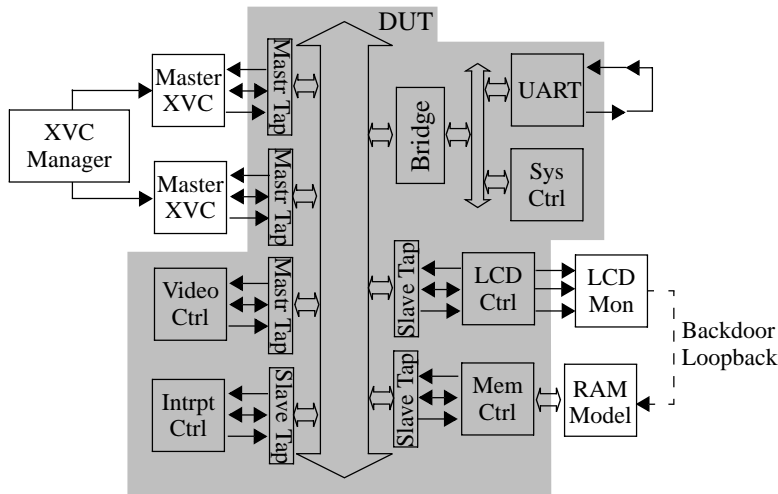 DUT
Master
XVC
Mastr Tap
XVC
Manager
Master
XVC
Mastr Tap
Bridge
UART
Sys
Ctrl
Video
Ctrl
Mastr Tap
Slave Tap
LCD
Ctrl
LCD
Mon
Backdoor
Loopback
Intrpt
Ctrl
Slave Tap
Slave Tap
Mem
Ctrl
RAM
Model